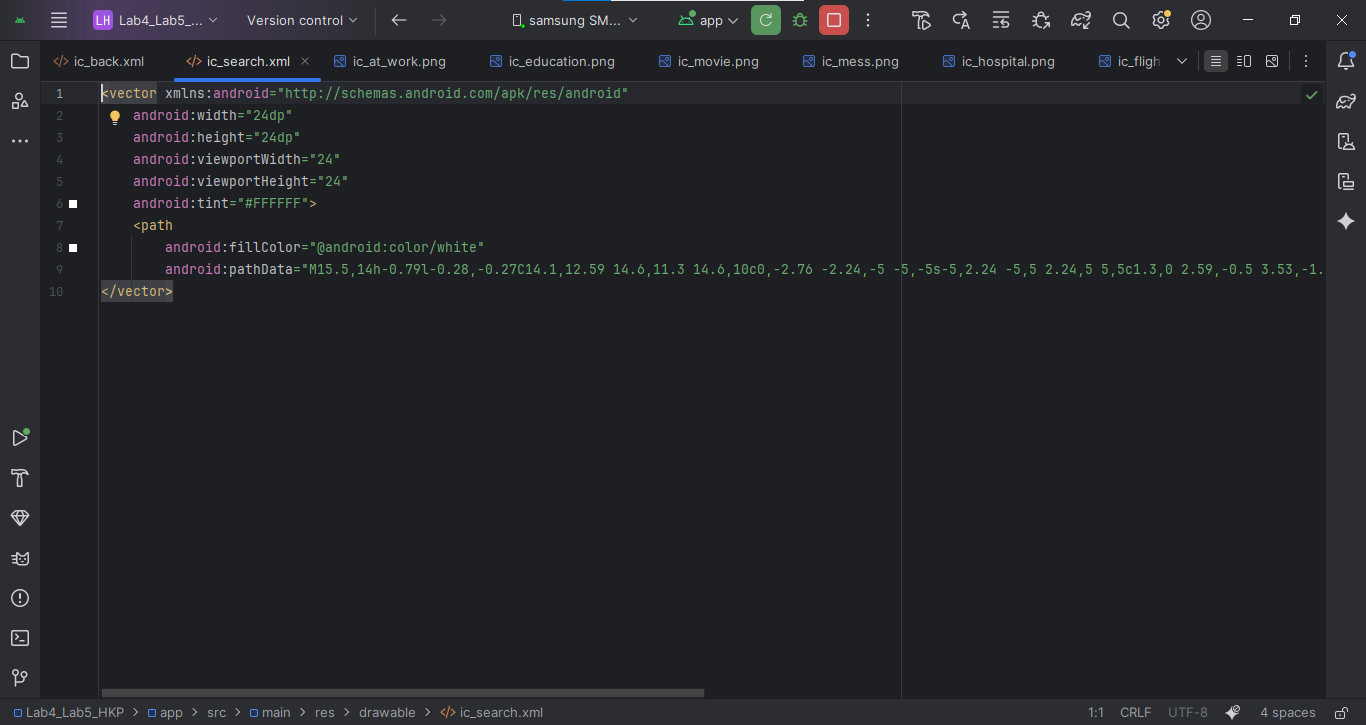 LH Lab4_Lab5_... Version control samsung SM... app
ic_back.xml ic_search.xml ic_at_work.png ic_education.png ic_movie.png ic_mess.png ic_hospital.png ic_fligh
1 <vector xmlns:android="http://schemas.android.com/apk/res/android"
2 android:width="24dp"
3 android:height="24dp"
4 android:viewportWidth="24"
5 android:viewportHeight="24"
6 android:tint="#FFFFFF">
7 <path
8 android:fillColor="@android:color/white"
9 android:pathData="M15.5,14h-0.79l-0.28,-0.27C14.1,12.59 14.6,11.3 14.6,10c0,-2.76 -2.24,-5 -5,-5s-5,2.24 -5,5 2.24,5 5,5c1.3,0 2.59,-0.5 3.53,-1.
10 </vector>
Lab4_Lab5_HKP > app > src > main > res > drawable > ic_search.xml 1:1 CRLF UTF-8 4 spaces